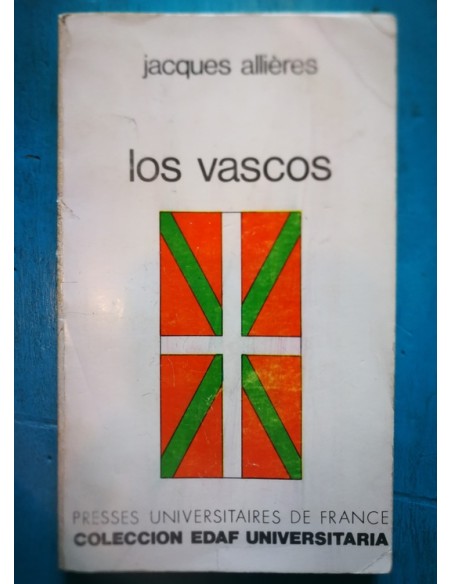 jacques allières
los vascos
PRESSES UNIVERSITAIRES DE FRANCE
COLECCION EDAF UNIVERSITARIA